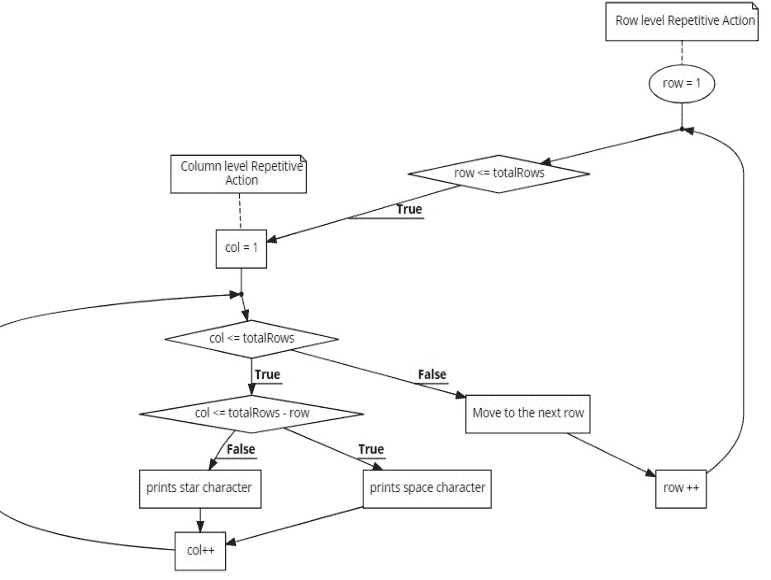 Row level Repetitive Action
row = 1
row <= totalRows
True
Column level Repetitive
Action
col = 1
col <= totalRows
True
False
col <= totalRows - row
Move to the next row
False
True
prints star character
prints space character
row ++
col++